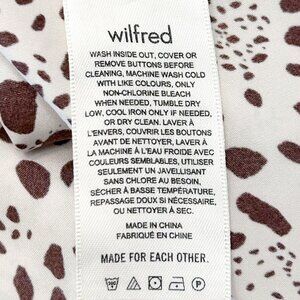 wilfred
WASH INSIDE OUT, COVER OR
REMOVE BUTTONS BEFORE
CLEANING, MACHINE WASH COLD
WITH LIKE COLOURS, ONLY
NON-CHLORINE BLEACH
WHEN NEEDED, TUMBLE DRY
LOW, COOL IRON ONLY IF NEEDED,
OR DRY CLEAN. LAVER À
L'ENVERS, COUVRIR LES BOUTONS
AVANT DE NETTOYER, LAVER À
LA MACHINE À L'EAU FROIDE AVEC
COULEURS SEMBLABLES, UTILISER
SEULEMENT UN JAVELLISANT
SANS CHLORE AU BESOIN,
SÉCHER À BASSE TEMPÉRATURE,
REPASSAGE DOUX SI NÉCESSAIRE,
OU NETTOYER À SEC.
MADE IN CHINA
FABRIQUÉ EN CHINE
MADE FOR EACH OTHER.